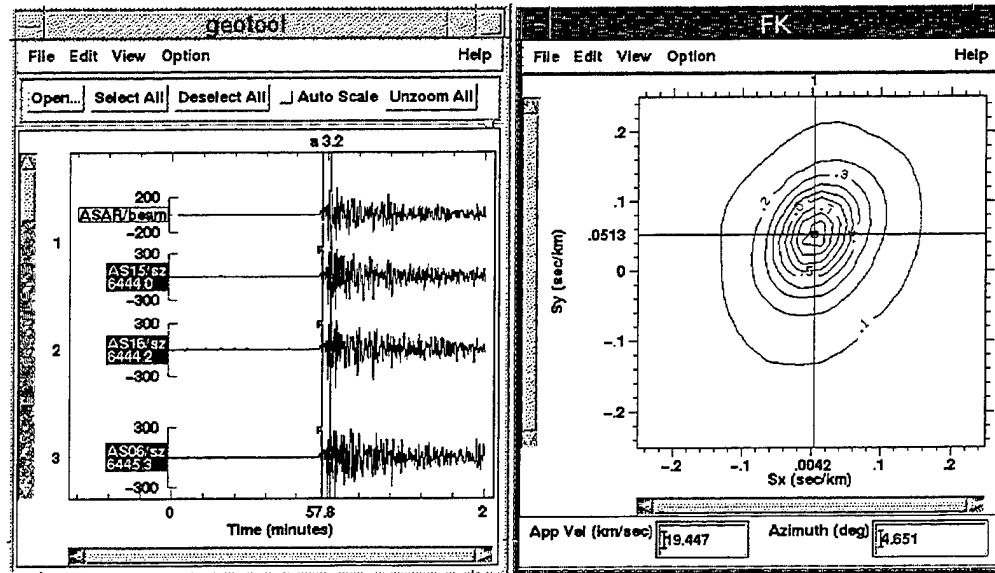 geotool
File Edit View Option Help
Open... Select All Deselect All Auto Scale Unzoom All
a 3.2
200
ASAR/beam
-200
1
300
AS15/sz
6444.0
-300
300
2
AS16/sz
6444.2
-300
300
3
AS06/sz
6445.3
-300
0 57.8 2
Time (minutes)
FK
File Edit View Option Help
1
.2
.1
.0513
0
-.1
-.2
Sy (sec/km)
.2
.3
.5
.1
-.2 -.1 .0042 .1 .2
Sx (sec/km)
App Vel (km/sec) 19.447 Azimuth (deg) 4.651